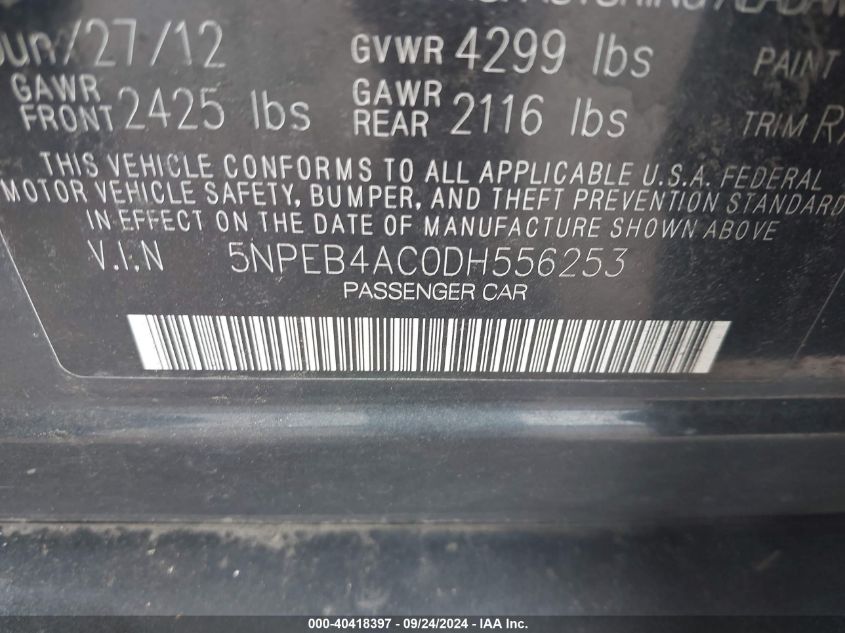 Jun/27/12 GVWR 4299 lbs PAINT
GAWR FRONT 2425 lbs GAWR REAR 2116 lbs TRIM
THIS VEHICLE CONFORMS TO ALL APPLICABLE U.S.A. FEDERAL
MOTOR VEHICLE SAFETY, BUMPER, AND THEFT PREVENTION STANDARD
IN EFFECT ON THE DATE OF MANUFACTURE SHOWN ABOVE
V.I.N 5NPEB4AC0DH556253
PASSENGER CAR
000-40418397 - 09/24/2024 - IAA Inc.